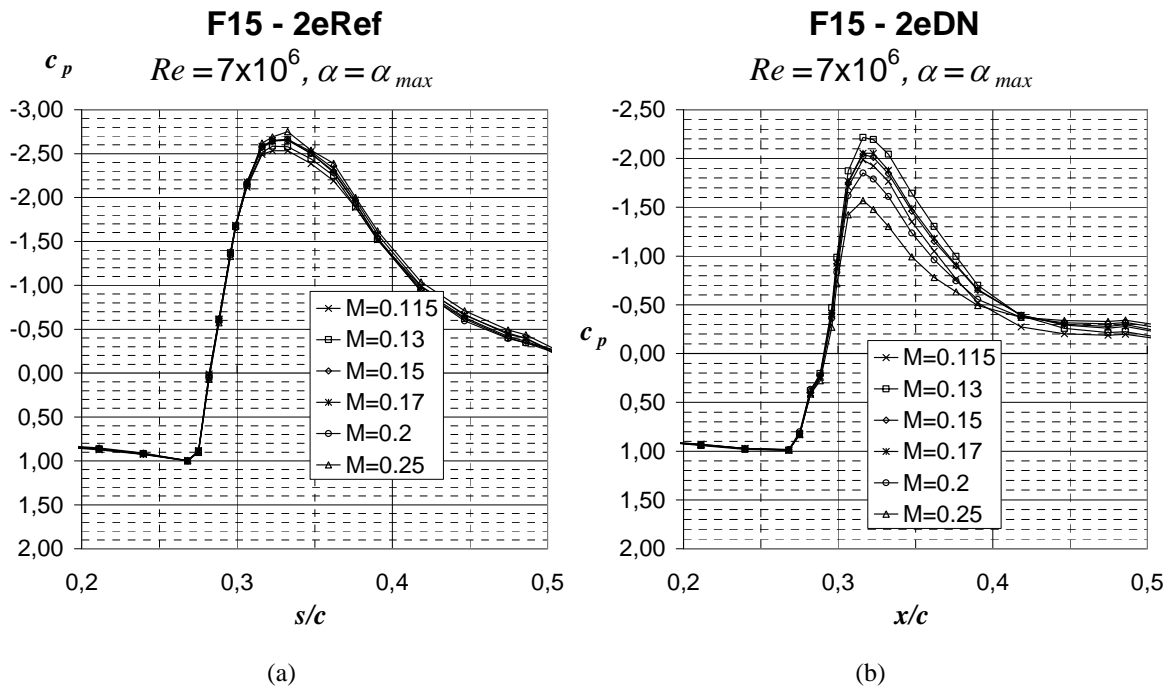 F15 - 2eRef
c p
Re = 7x10⁶, α = α max
-3,00
-2,50
-2,00
-1,50
-1,00
-0,50
0,00
0,50
1,00
1,50
2,00
M=0.115
M=0.13
M=0.15
M=0.17
M=0.2
M=0.25
0,2 0,3 0,4 0,5
s/c
(a)
F15 - 2eDN
Re = 7x10⁶, α = α max
-2,50
-2,00
-1,50
-1,00
-0,50
c p
0,00
0,50
1,00
1,50
2,00
M=0.115
M=0.13
M=0.15
M=0.17
M=0.2
M=0.25
0,2 0,3 0,4 0,5
x/c
(b)